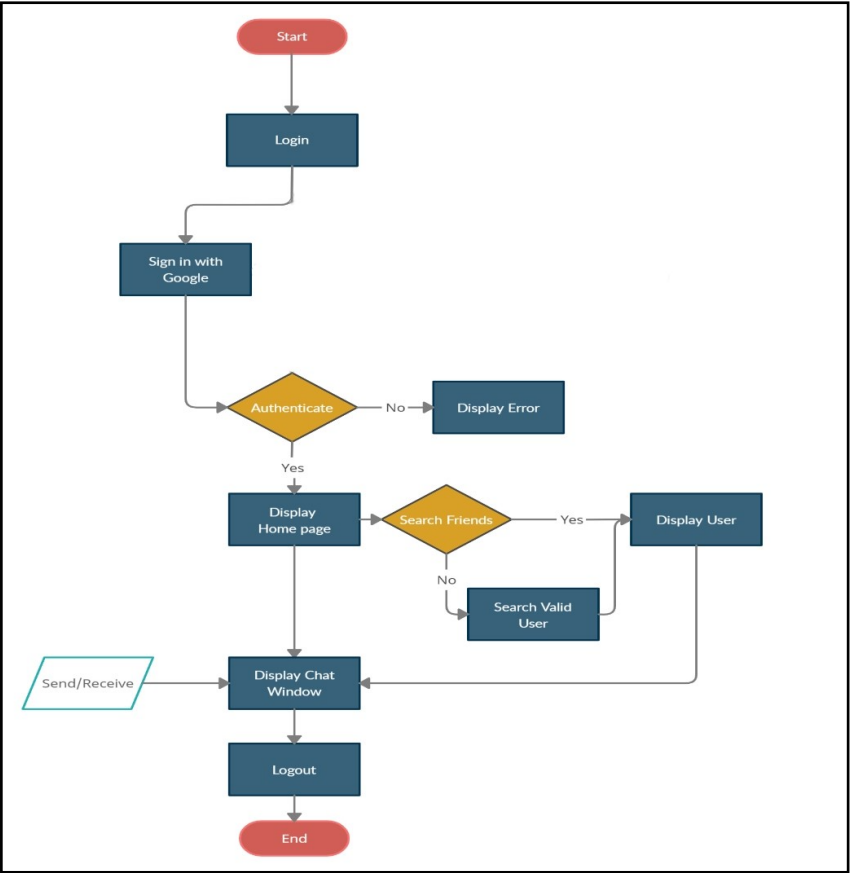 Start
Login
Sign in with
Google
Authenticate
No
Display Error
Yes
Display
Home page
Search Friends
Yes
Display User
No
Search Valid
User
Send/Receive
Display Chat
Window
Logout
End